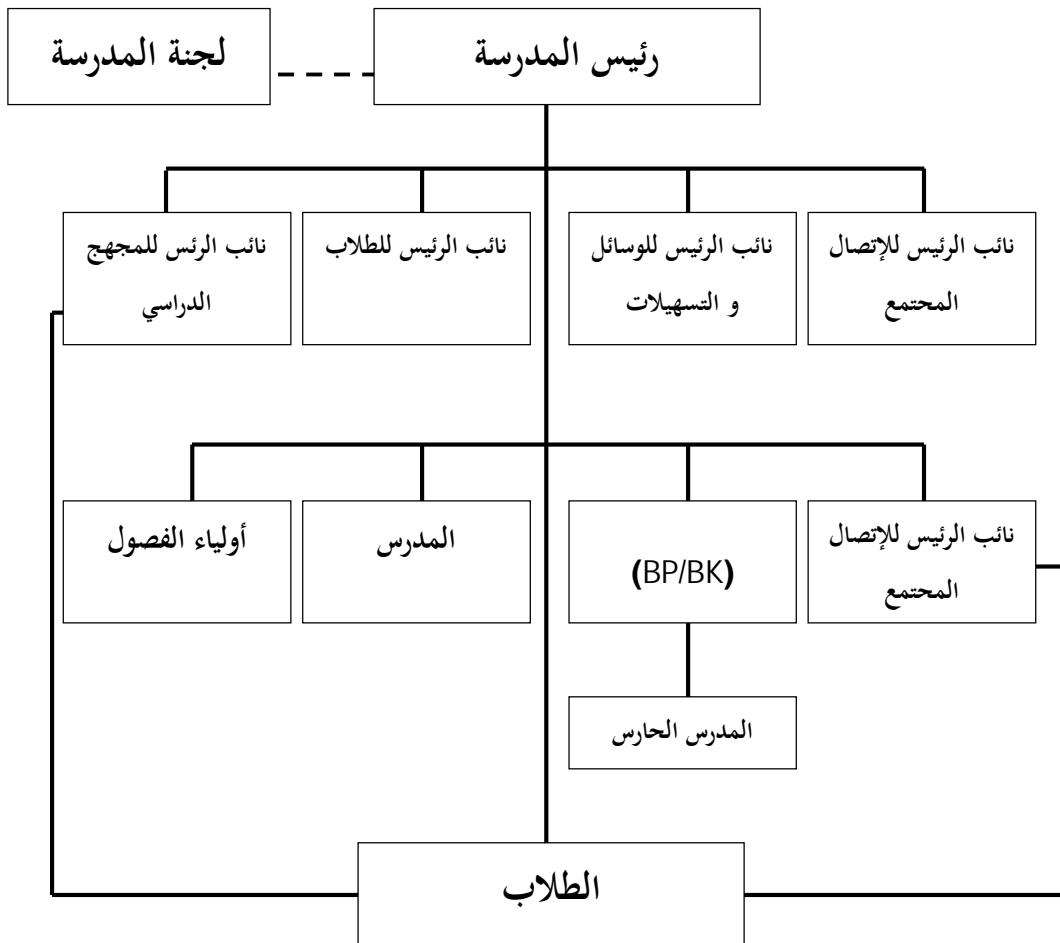 رئيس المدرسة
لجنة المدرسة
نائب الرئيس للإتصال
المحتمع
نائب الرئيس للوسائل
و التسهيلات
نائب الرئيس للطلاب
نائب الرئس للمجهج
الدراسي
نائب الرئيس للإتصال
المحتمع
(BP/BK)
المدرس
أولياء الفصول
المدرس الحارس
الطلاب